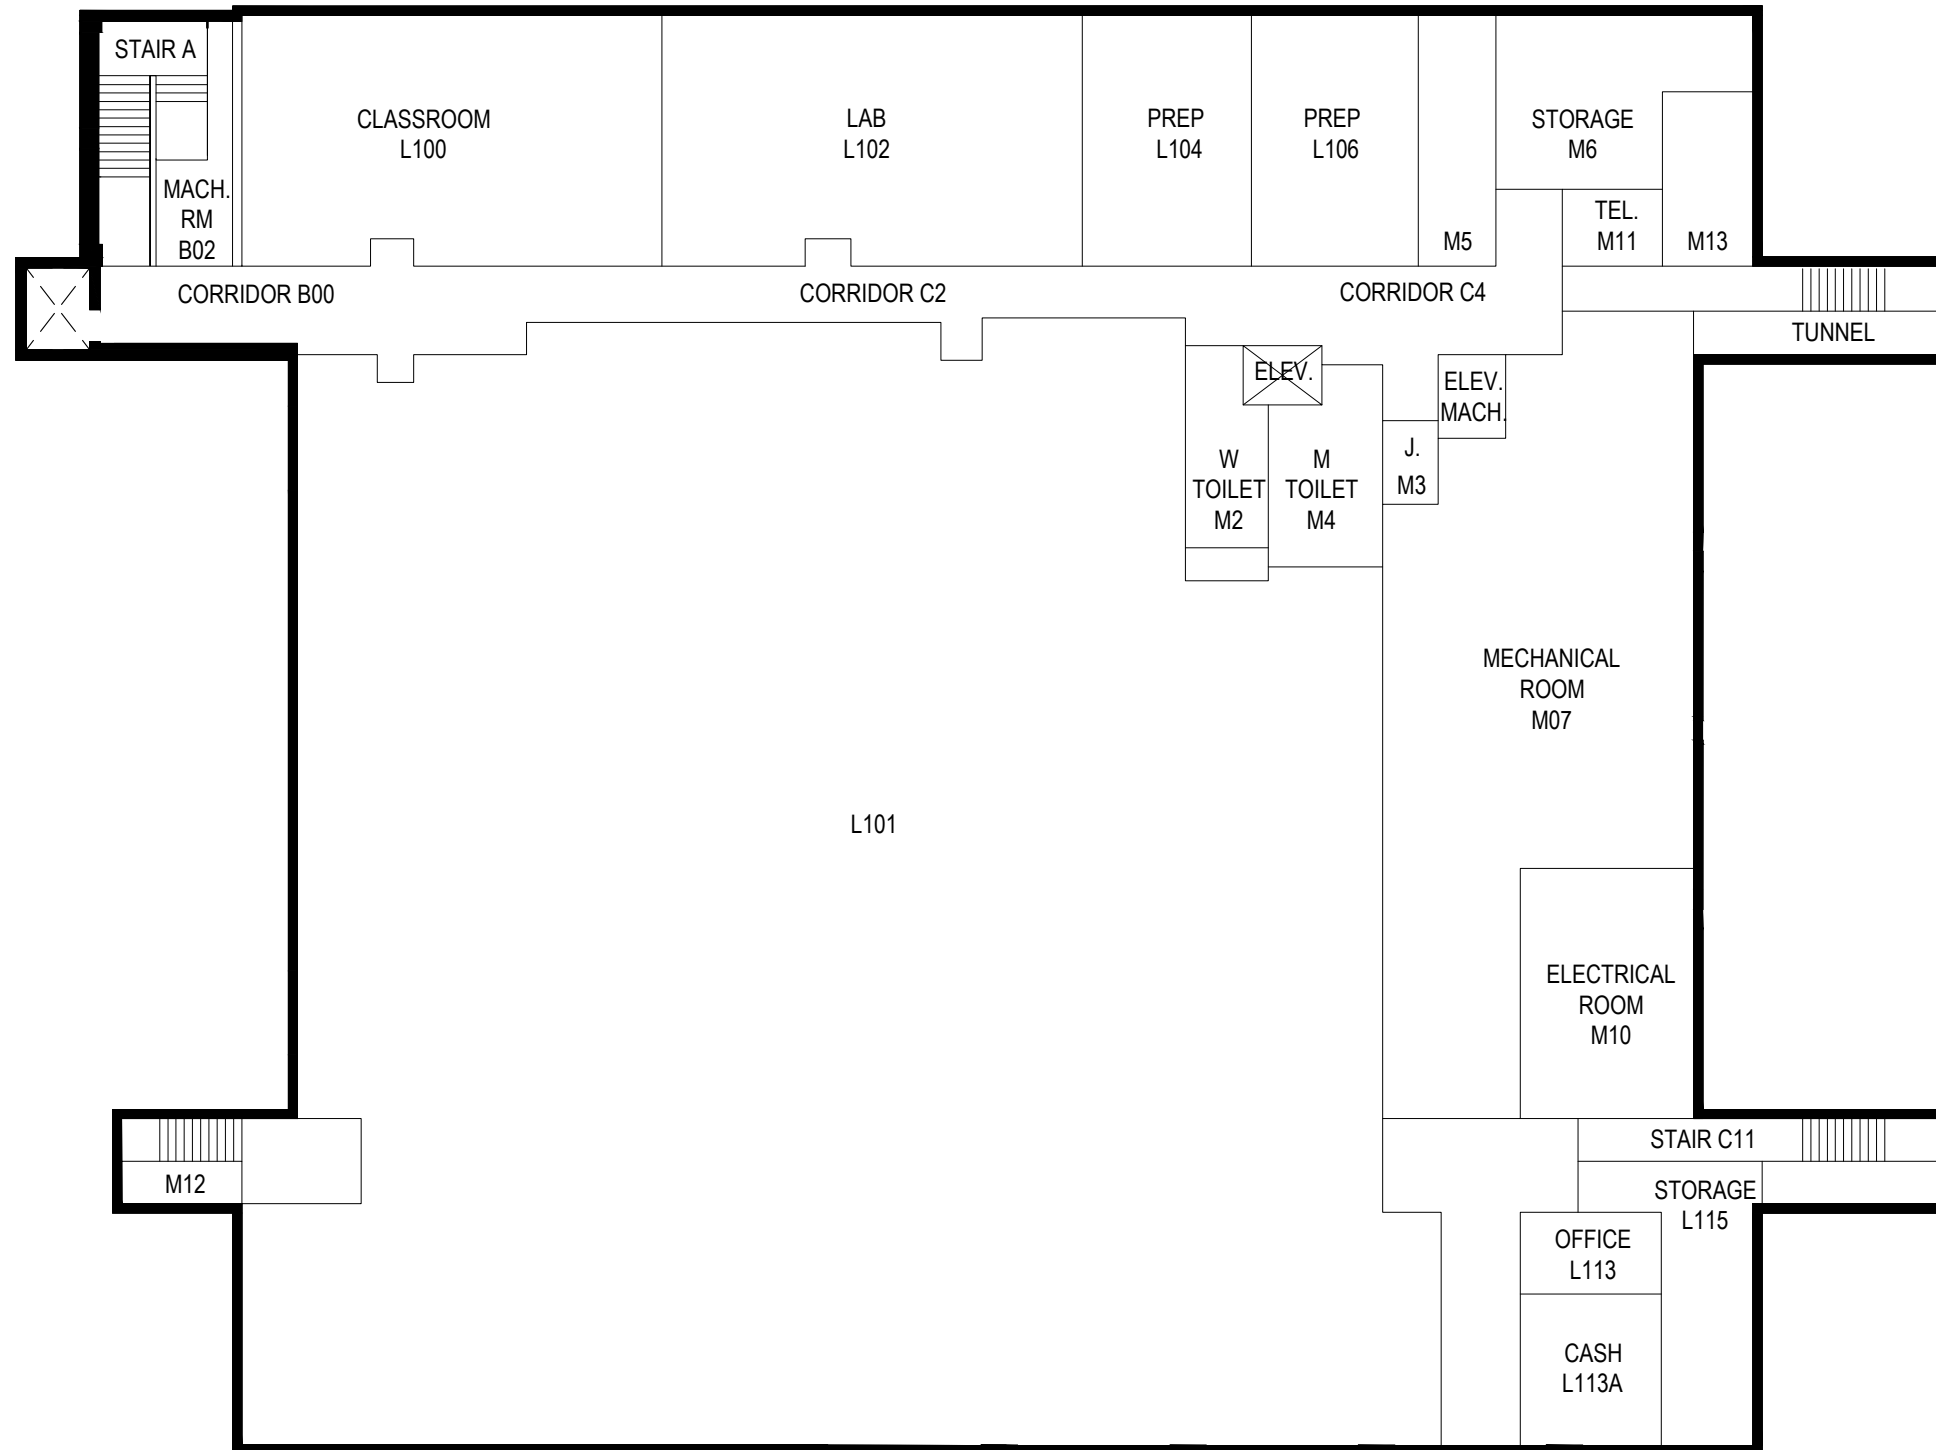 STAIR A
MACH.
RM
B02
CLASSROOM
L100
LAB
L102
PREP
L104
PREP
L106
M5
STORAGE
M6
TEL.
M11
M13
CORRIDOR B00
CORRIDOR C2
CORRIDOR C4
TUNNEL
ELEV.
ELEV.
MACH.
W
TOILET
M2
M
TOILET
M4
J.
M3
MECHANICAL
ROOM
M07
L101
ELECTRICAL
ROOM
M10
STAIR C11
M12
STORAGE
L115
OFFICE
L113
CASH
L113A